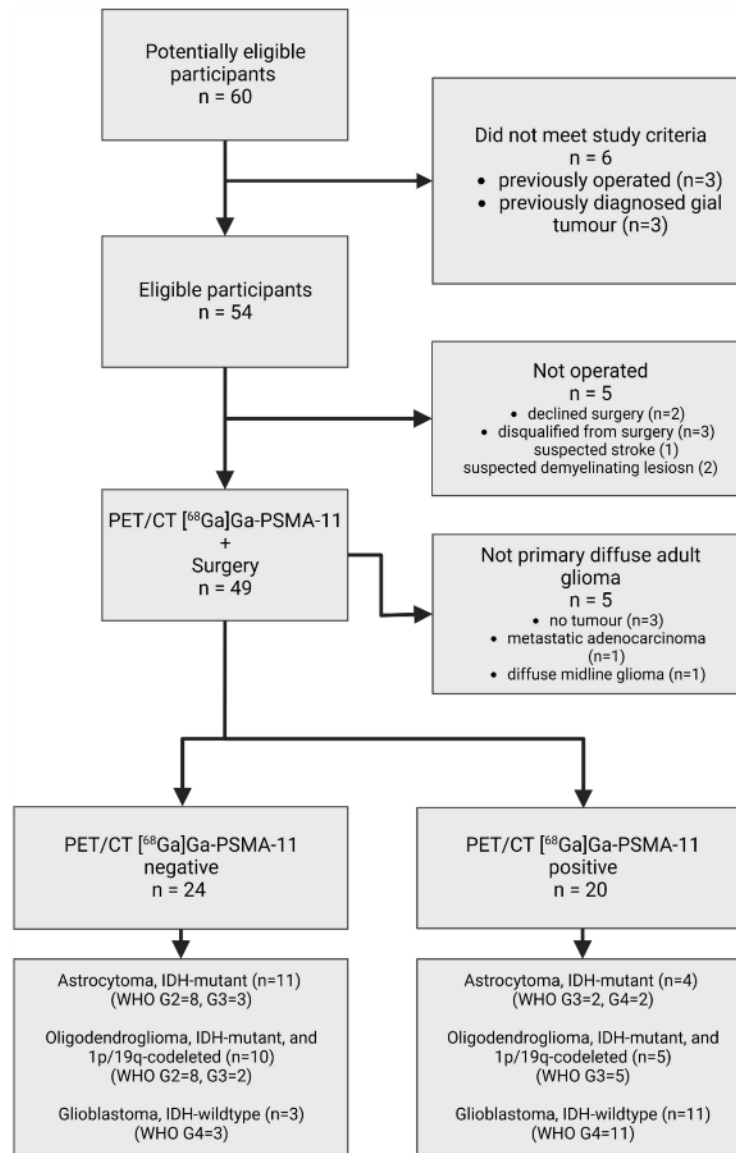 Potentially eligible
participants
n = 60
Did not meet study criteria
n = 6
• previously operated (n=3)
• previously diagnosed gial
tumour (n=3)
Eligible participants
n = 54
Not operated
n = 5
• declined surgery (n=2)
• disqualified from surgery (n=3)
suspected stroke (1)
suspected demyelinating lesiosn (2)
PET/CT [⁶⁸Ga]Ga-PSMA-11
+
Surgery
n = 49
Not primary diffuse adult
glioma
n = 5
• no tumour (n=3)
• metastatic adenocarcinoma
(n=1)
• diffuse midline glioma (n=1)
PET/CT [⁶⁸Ga]Ga-PSMA-11
negative
n = 24
PET/CT [⁶⁸Ga]Ga-PSMA-11
positive
n = 20
Astrocytoma, IDH-mutant (n=11)
(WHO G2=8, G3=3)
Oligodendroglioma, IDH-mutant, and
1p/19q-codeleted (n=10)
(WHO G2=8, G3=2)
Glioblastoma, IDH-wildtype (n=3)
(WHO G4=3)
Astrocytoma, IDH-mutant (n=4)
(WHO G3=2, G4=2)
Oligodendroglioma, IDH-mutant, and
1p/19q-codeleted (n=5)
(WHO G3=5)
Glioblastoma, IDH-wildtype (n=11)
(WHO G4=11)